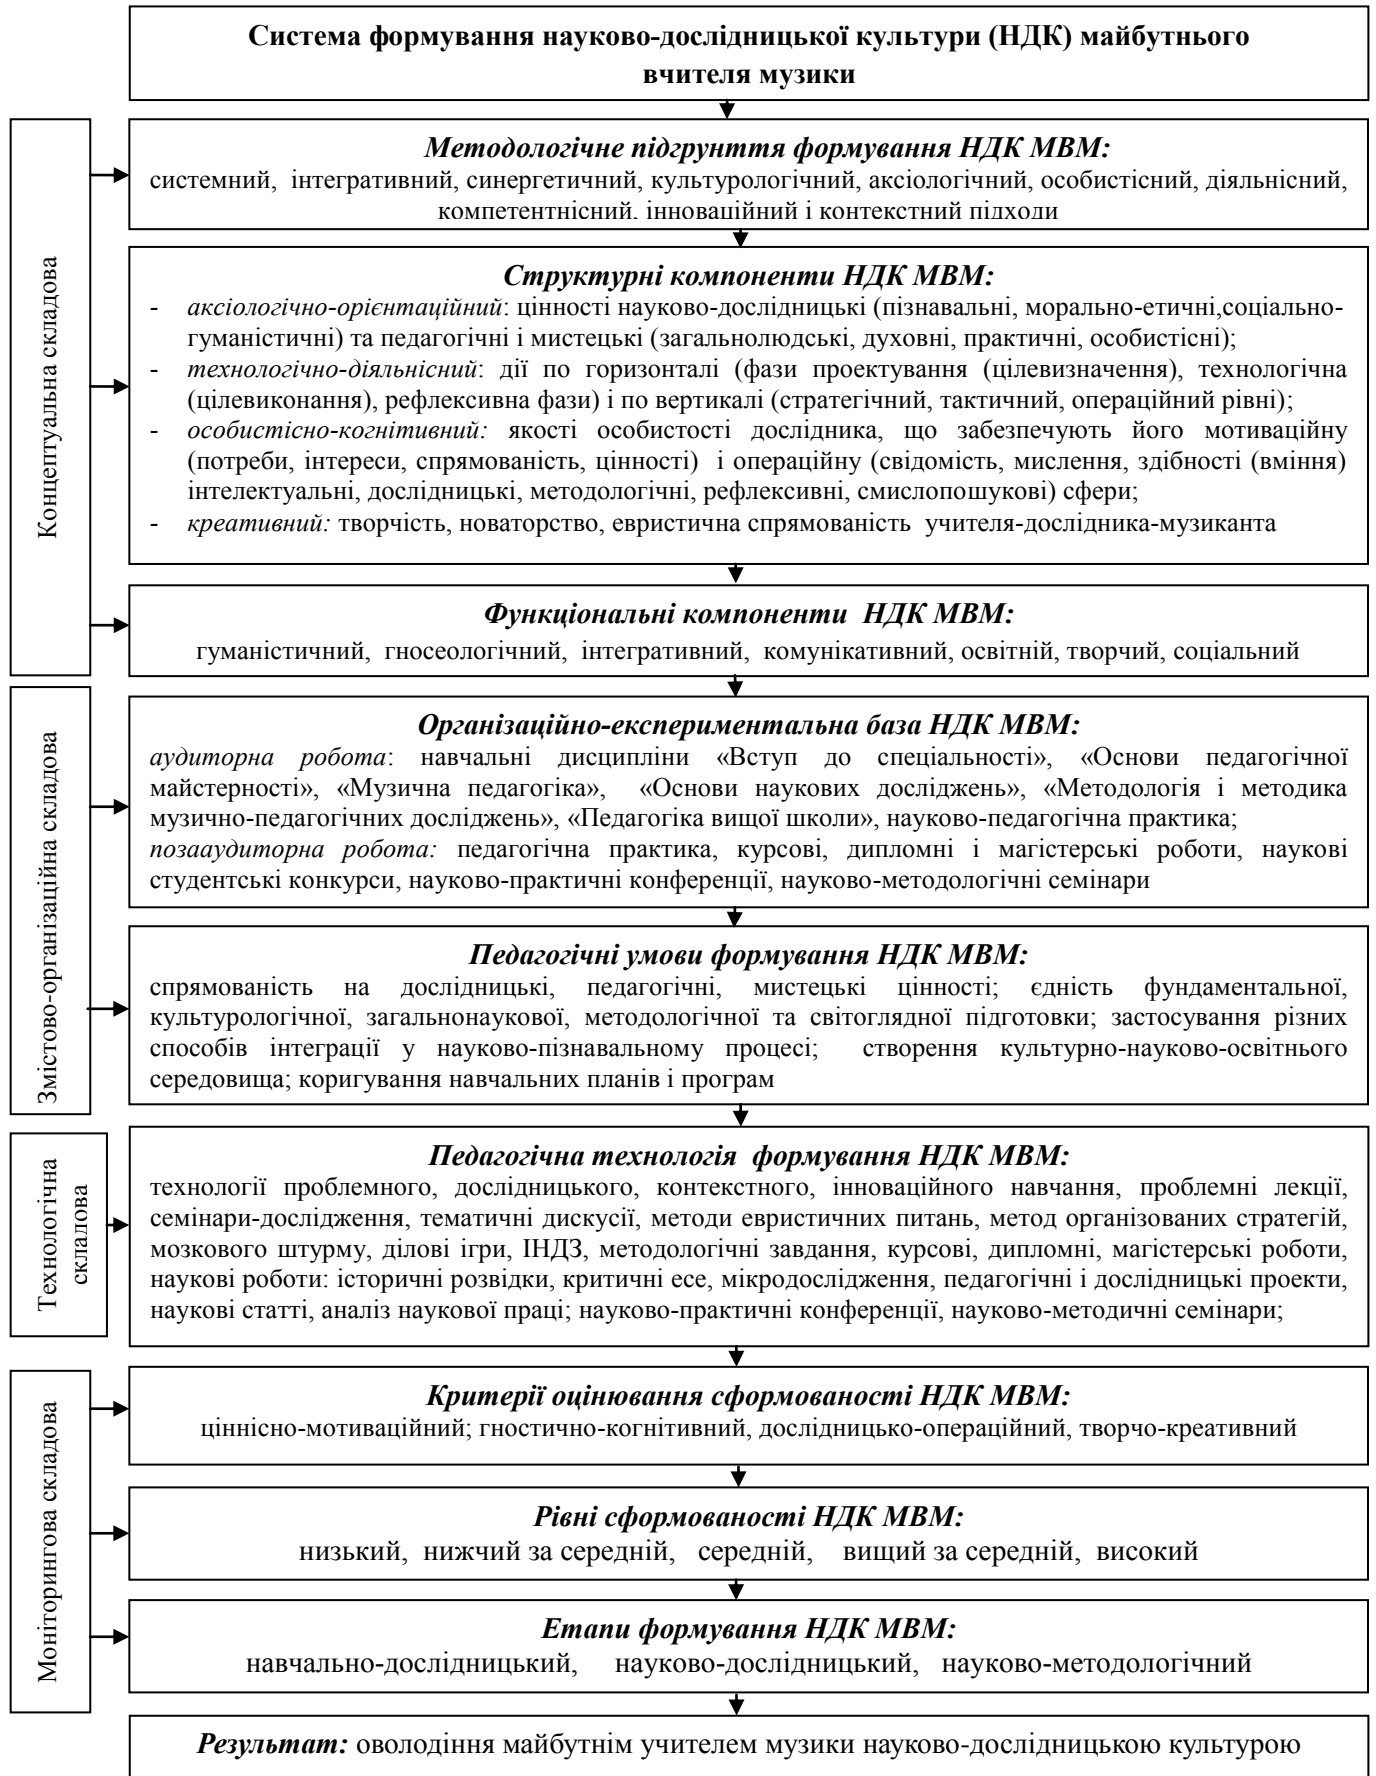 Система формування науково-дослідницької культури (НДК) майбутнього
вчителя музики
Концептуальна складова
Методологічне підгрунття формування НДК МВМ:
системний, інтегративний, синергетичний, культурологічний, аксіологічний, особистісний, діяльнісний,
компетентнісний, інноваційний і контекстний підходи
Структурні компоненти НДК МВМ:
- аксіологічно-орієнтаційний: цінності науково-дослідницькі (пізнавальні, морально-етичні,соціально-
гуманістичні) та педагогічні і мистецькі (загальнолюдські, духовні, практичні, особистісні);
- технологічно-діяльнісний: дії по горизонталі (фази проектування (цілевизначення), технологічна
(цілевиконання), рефлексивна фази) і по вертикалі (стратегічний, тактичний, операційний рівні);
- особистісно-когнітивний: якості особистості дослідника, що забезпечують його мотиваційну
(потреби, інтереси, спрямованість, цінності) і операційну (свідомість, мислення, здібності (вміння)
інтелектуальні, дослідницькі, методологічні, рефлексивні, смислопошукові) сфери;
- креативний: творчість, новаторство, евристична спрямованість учителя-дослідника-музиканта
Функціональні компоненти НДК МВМ:
гуманістичний, гносеологічний, інтегративний, комунікативний, освітній, творчий, соціальний
Змістово-організаційна складова
Організаційно-експериментальна база НДК МВМ:
аудиторна робота: навчальні дисципліни «Вступ до спеціальності», «Основи педагогічної
майстерності», «Музична педагогіка», «Основи наукових досліджень», «Методологія і методика
музично-педагогічних досліджень», «Педагогіка вищої школи», науково-педагогічна практика;
позааудиторна робота: педагогічна практика, курсові, дипломні і магістерські роботи, наукові
студентські конкурси, науково-практичні конференції, науково-методологічні семінари
Педагогічні умови формування НДК МВМ:
спрямованість на дослідницькі, педагогічні, мистецькі цінності; єдність фундаментальної,
культурологічної, загальнонаукової, методологічної та світоглядної підготовки; застосування різних
способів інтеграції у науково-пізнавальному процесі; створення культурно-науково-освітнього
середовища; коригування навчальних планів і програм
Технологічна
складова
Педагогічна технологія формування НДК МВМ:
технології проблемного, дослідницького, контекстного, інноваційного навчання, проблемні лекції,
семінари-дослідження, тематичні дискусії, методи евристичних питань, метод організованих стратегій,
мозкового штурму, ділові ігри, ІНДЗ, методологічні завдання, курсові, дипломні, магістерські роботи,
наукові роботи: історичні розвідки, критичні есе, мікродослідження, педагогічні і дослідницькі проекти,
наукові статті, аналіз наукової праці; науково-практичні конференції, науково-методичні семінари;
Моніторингова складова
Критерії оцінювання сформованості НДК МВМ:
ціннісно-мотиваційний; гностично-когнітивний, дослідницько-операційний, творчо-креативний
Рівні сформованості НДК МВМ:
низький, нижчий за середній, середній, вищий за середній, високий
Етапи формування НДК МВМ:
навчально-дослідницький, науково-дослідницький, науково-методологічний
Результат: оволодіння майбутнім учителем музики науково-дослідницькою культурою